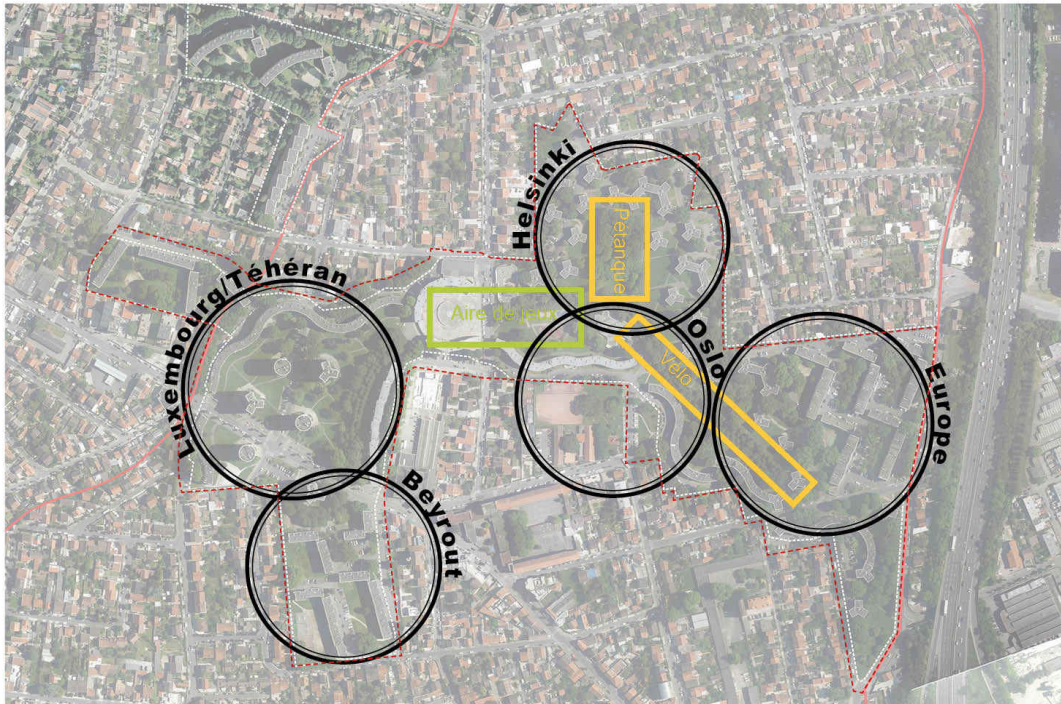 Helsinki
Pétanque
Luxembourg/Téhéran
Aire de jeux
Oslo
Vélo
Europe
Beyrout